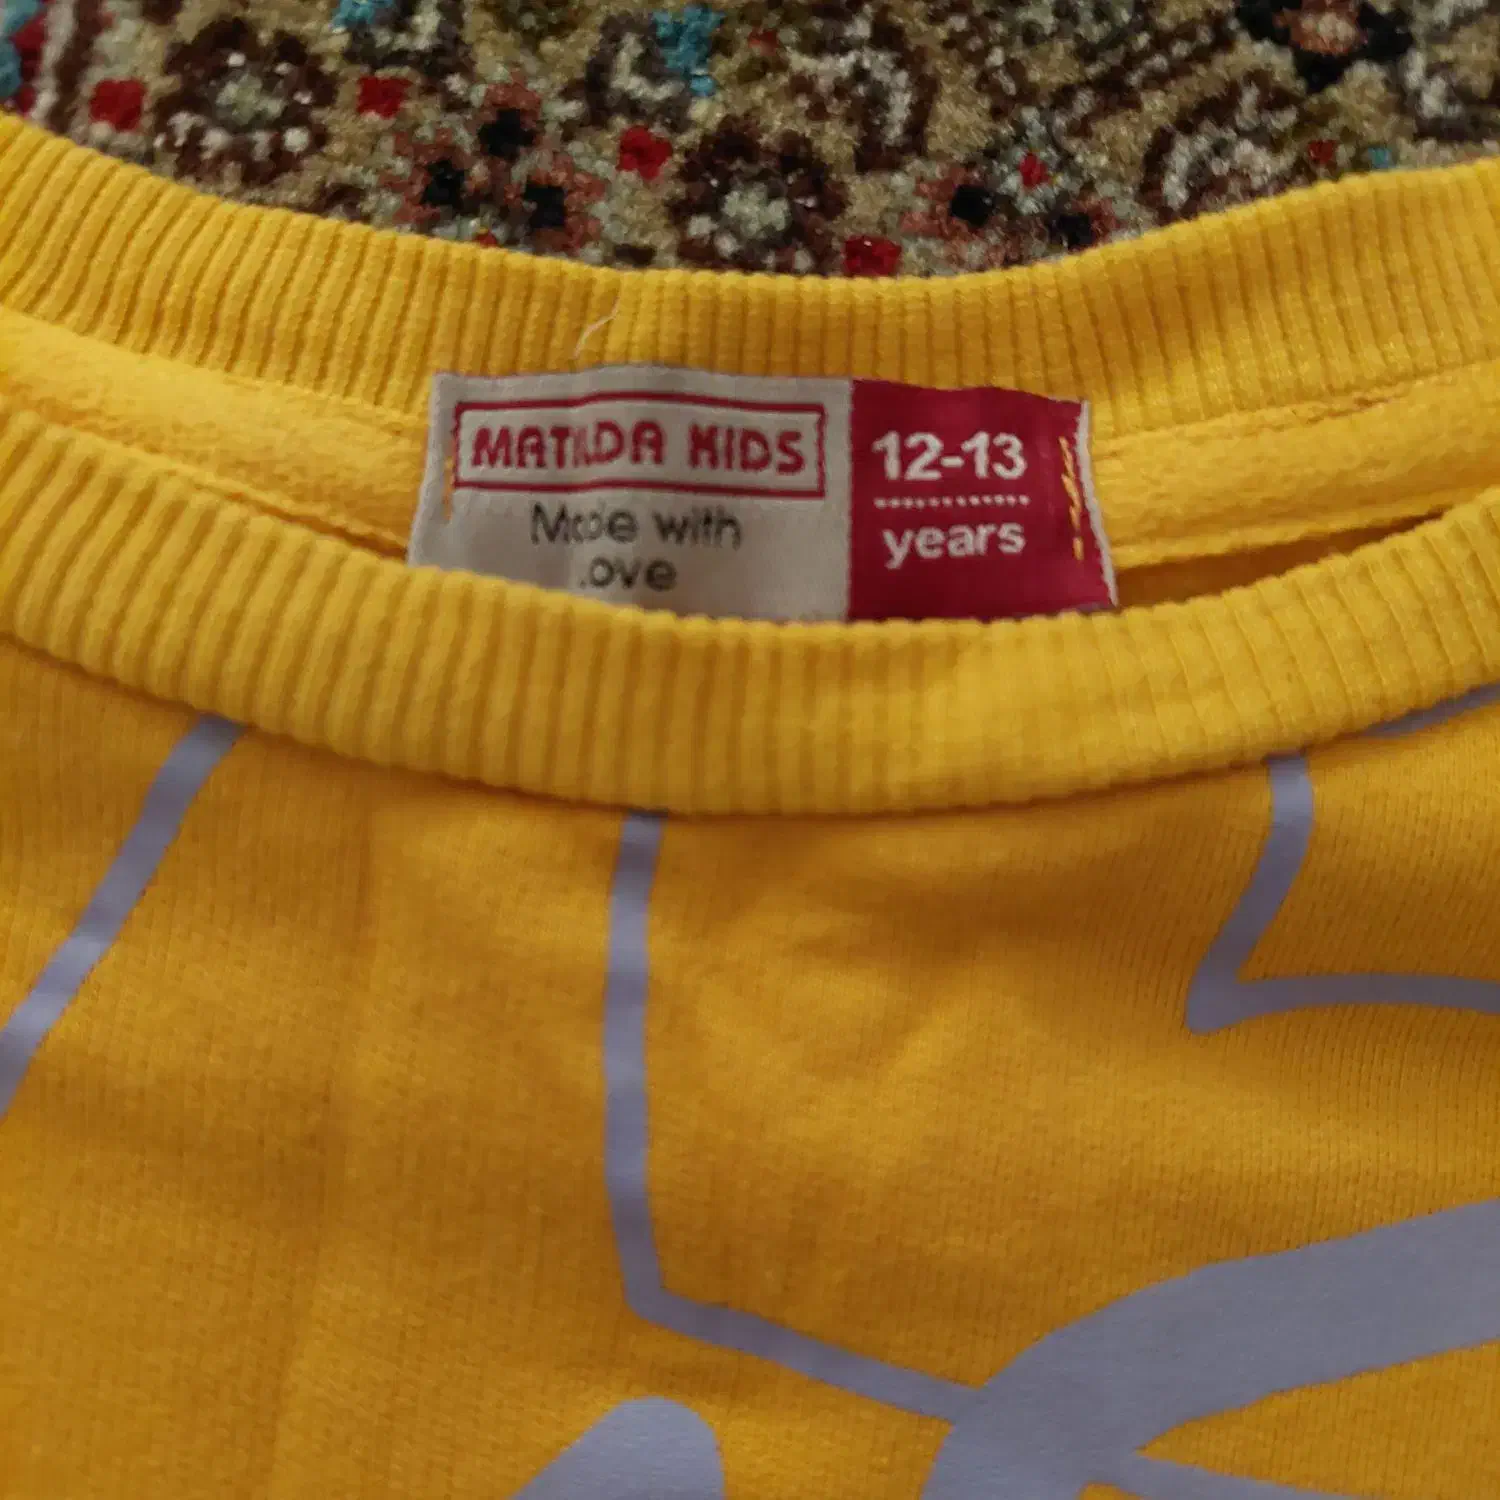 MATILDA KIDS
Made with
Love
12-13
years